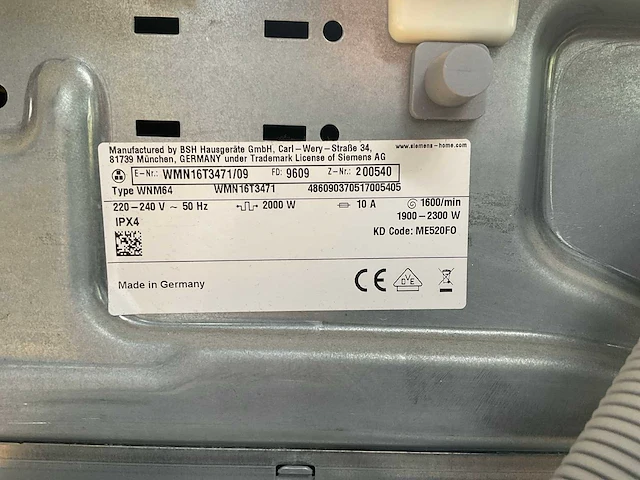 Manufactured by BSH Hausgeräte GmbH, Carl-Wery-Straße 34, www.siemens-home.com
81739 München, GERMANY under Trademark License of Siemens AG
E-Nr.: WMN16T3471/09 FD: 9609 Z-Nr.: 200540
Type WNM64 WMN16T3471 486090370517005405
220-240 V ~ 50 Hz 2000 W 10 A 1600/min
IPX4 1900-2300 W
KD Code: ME520FO
Made in Germany CE DVE